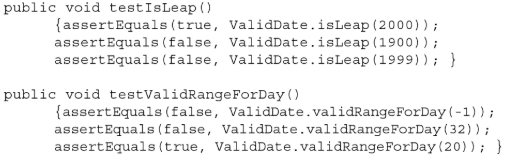 public void testIsLeap()
{assertEquals(true, ValidDate.isLeap(2000));
assertEquals(false, ValidDate.isLeap(1900));
assertEquals(false, ValidDate.isLeap(1999)); }
public void testValidRangeForDay()
{assertEquals(false, ValidDate.validRangeForDay(-1));
assertEquals(false, ValidDate.validRangeForDay(32));
assertEquals(true, ValidDate.validRangeForDay(20)); }